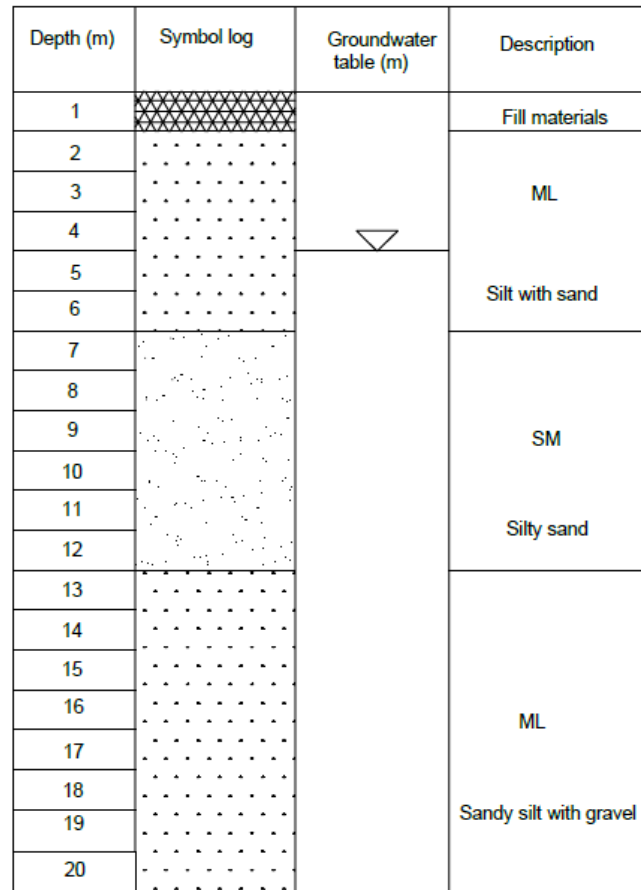 Depth (m)
Symbol log
Groundwater
table (m)
Description
1
Fill materials
2
3
ML
4
5
Silt with sand
6
7
8
9
SM
10
11
Silty sand
12
13
14
15
16
ML
17
18
Sandy silt with gravel
19
20